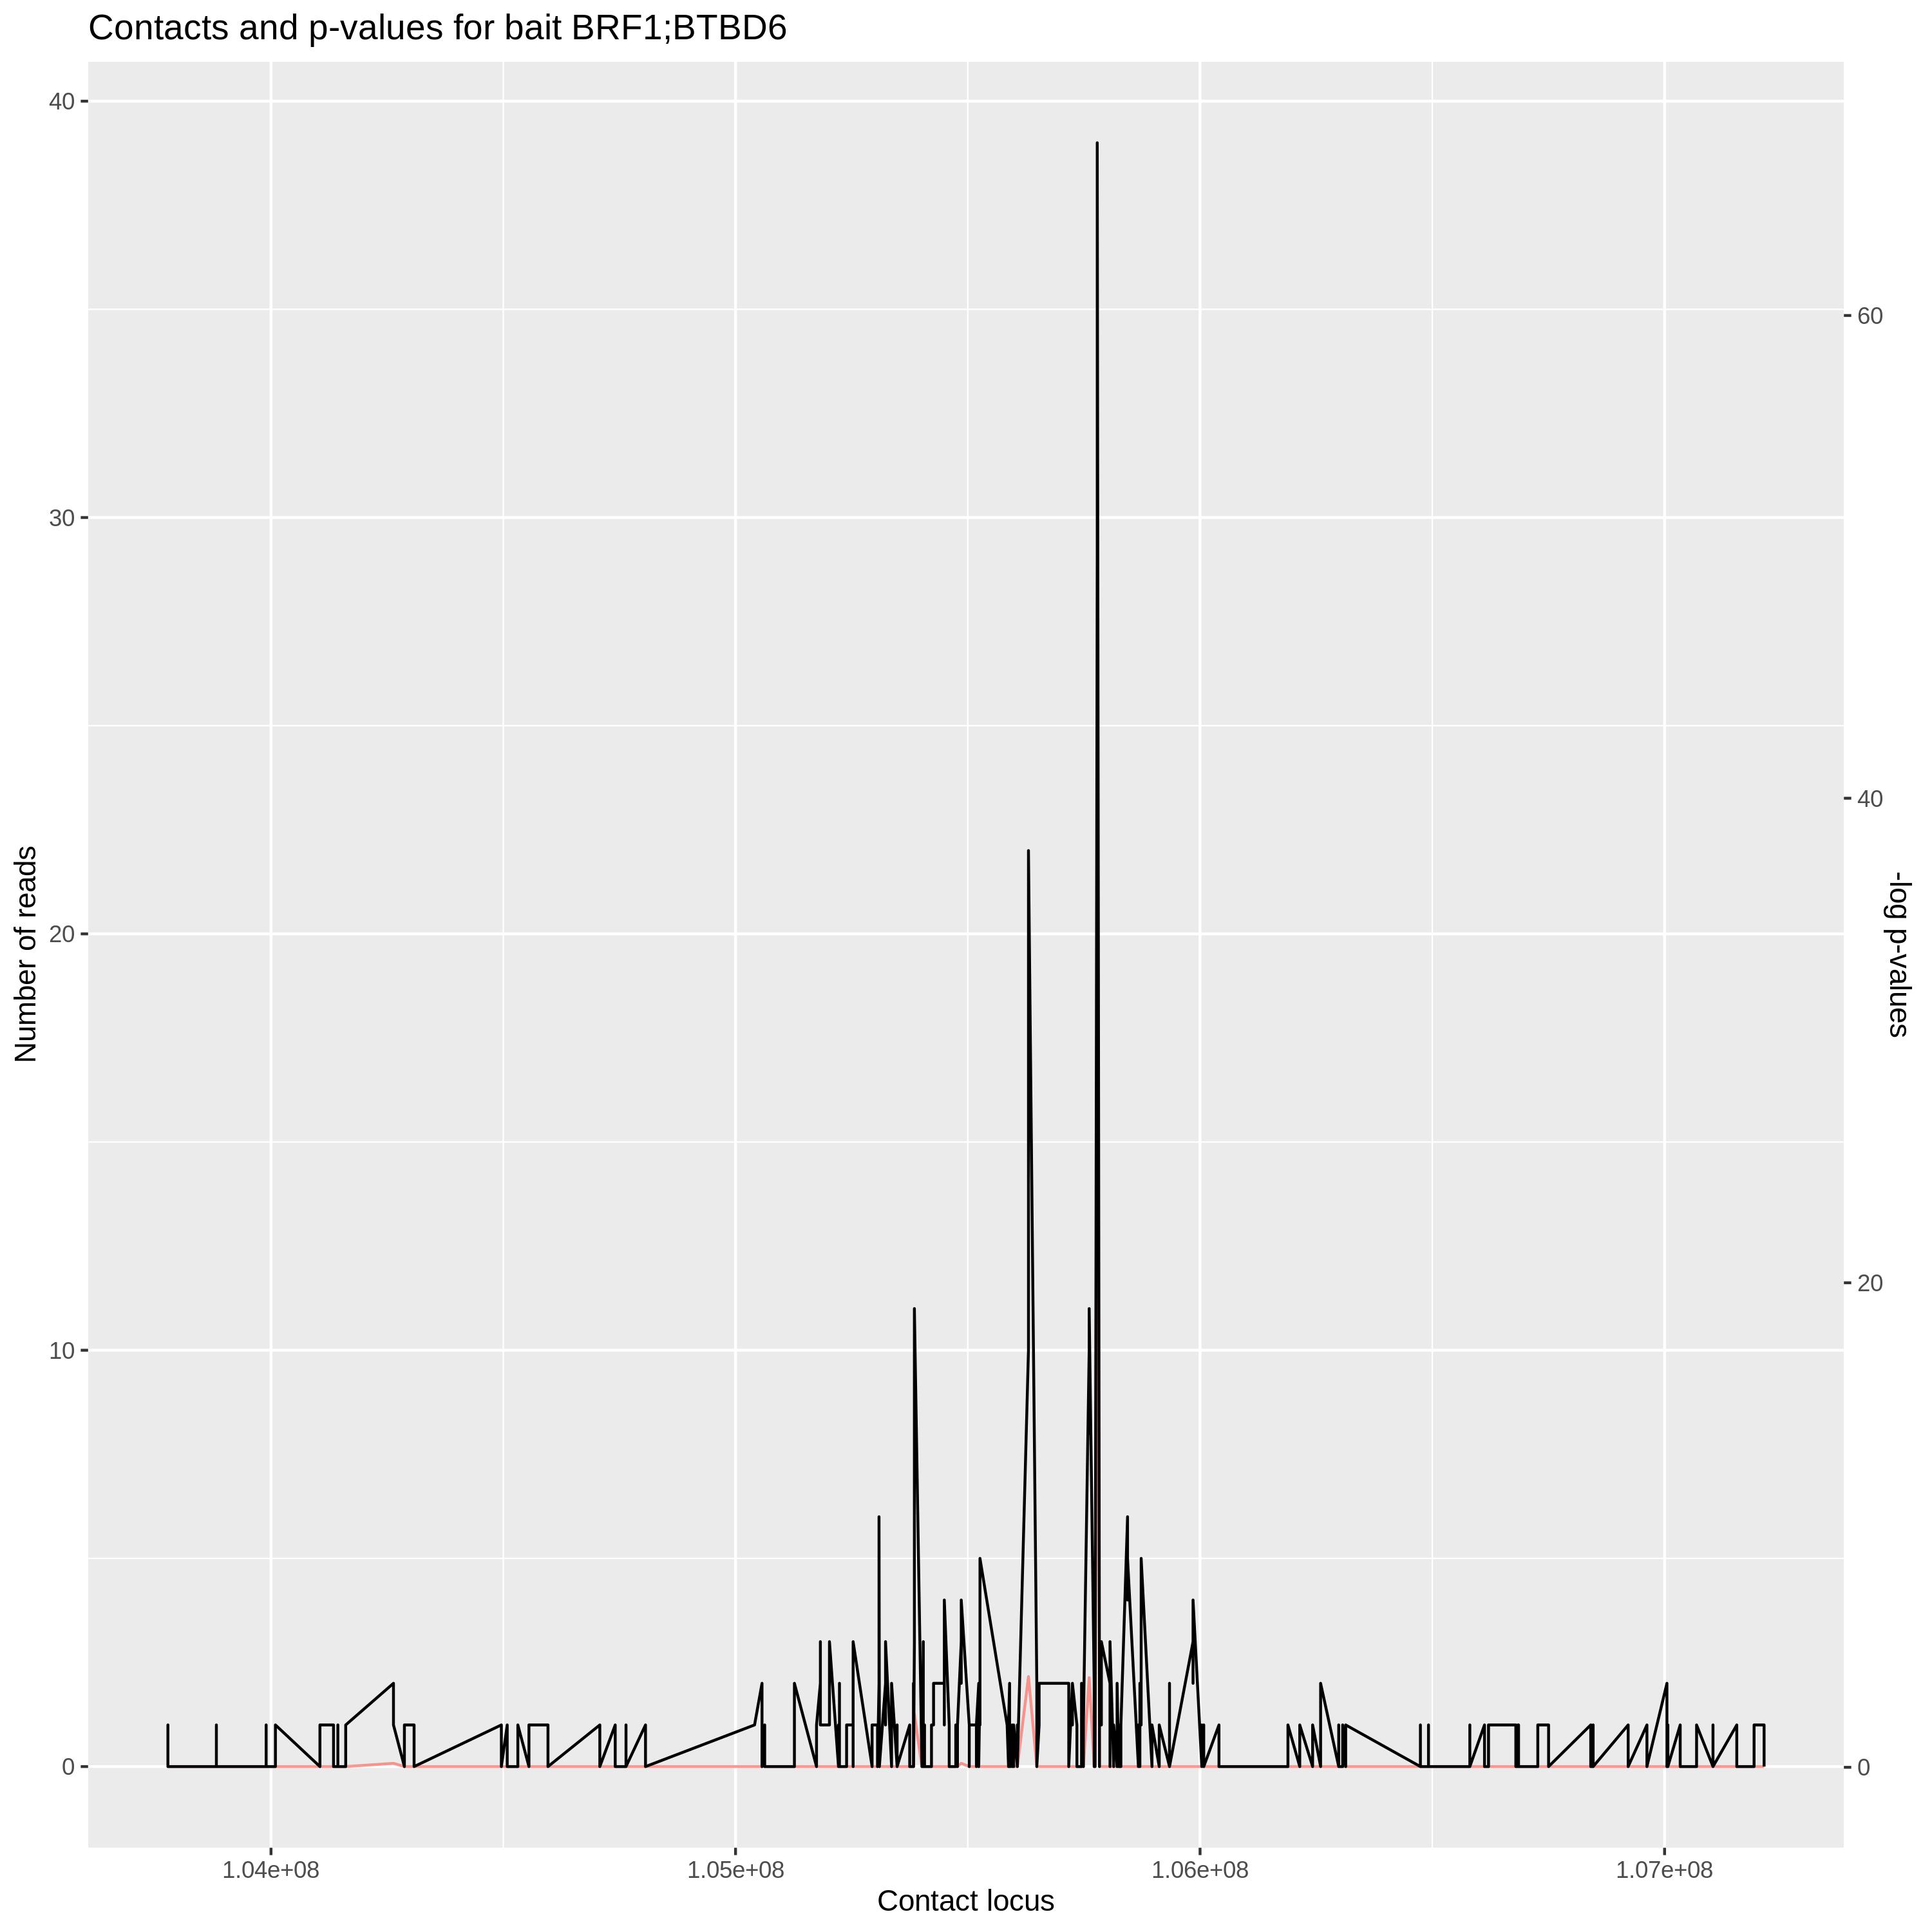 Contacts and p-values for bait BRF1;BTBD6
40
30
20
10
0
Number of reads
60
40
20
0
-log p-values
1.04e+08 1.05e+08 1.06e+08 1.07e+08
Contact locus